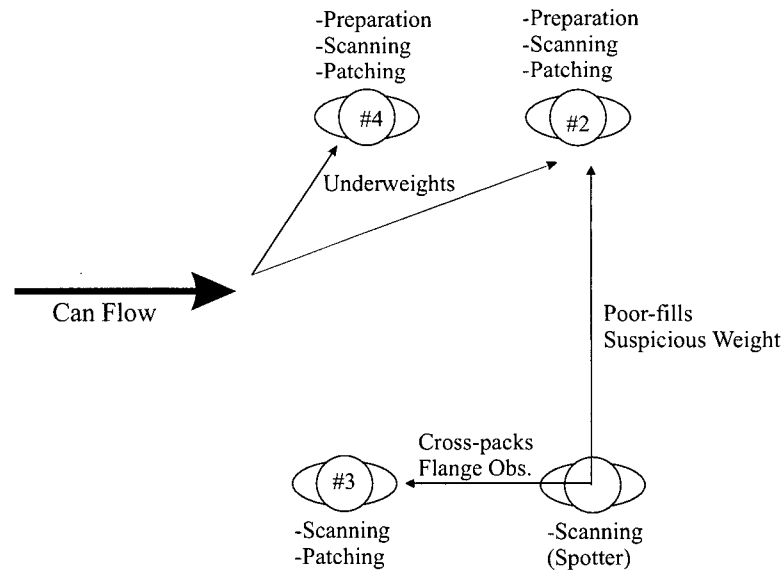 -Preparation
-Scanning
-Patching
#4
-Preparation
-Scanning
-Patching
#2
Underweights
Can Flow
Poor-fills
Suspicious Weight
Cross-packs
Flange Obs.
#3
-Scanning
-Patching
-Scanning
(Spotter)